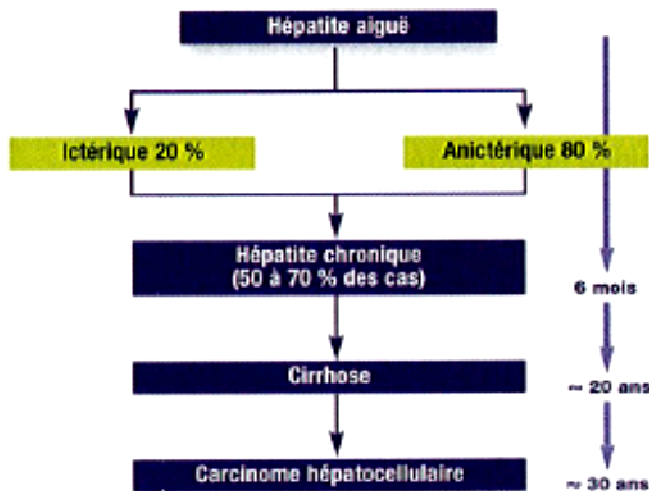 Hépatite aiguë
Ictérique 20 %
Anictérique 80 %
Hépatite chronique
(50 à 70 % des cas)
6 mois
Cirrhose
~ 20 ans
Carcinome hépatocellulaire
~ 30 ans